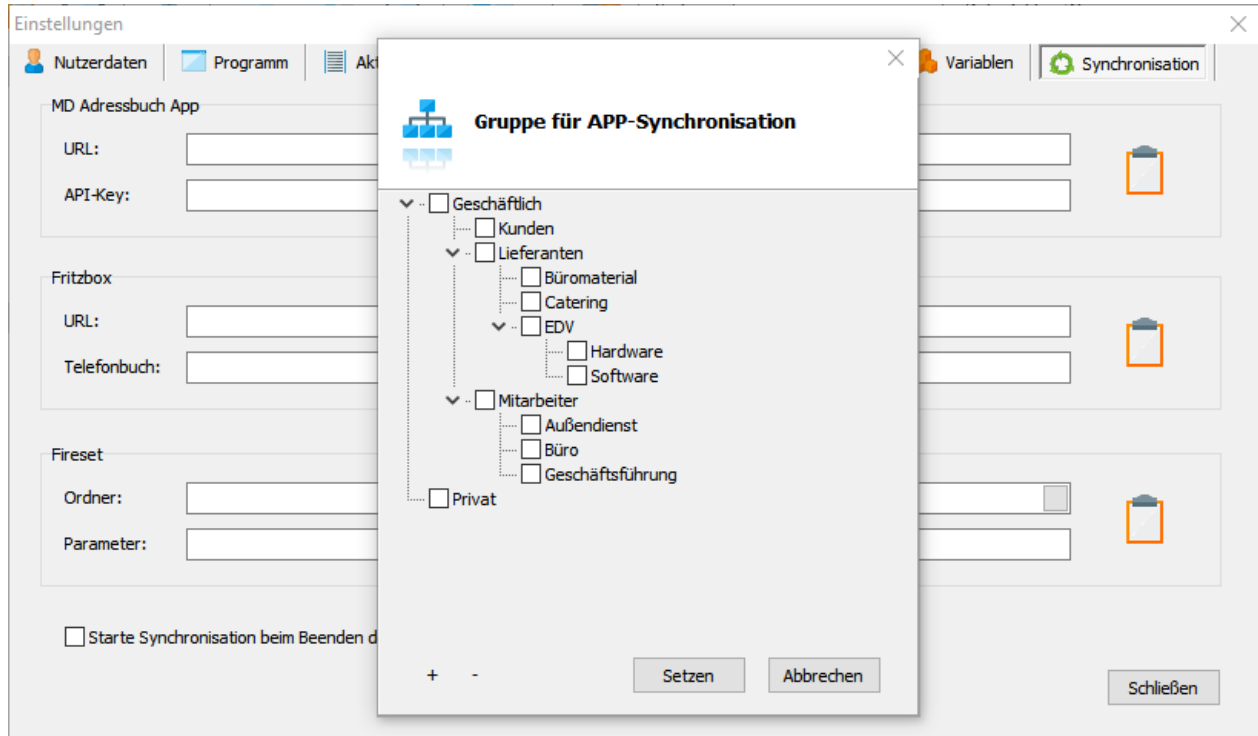 Einstellungen
Nutzerdaten
Programm
Variablen
Synchronisation
MD Adressbuch App
URL:
API-Key:
Fritzbox
URL:
Telefonbuch:
Fireset
Ordner:
Parameter:
Starte Synchronisation beim Beenden
Schließen
Gruppe für APP-Synchronisation
Geschäftlich
Kunden
Lieferanten
Büromaterial
Catering
EDV
Hardware
Software
Mitarbeiter
Außendienst
Büro
Geschäftsführung
Privat
+ -
Setzen
Abbrechen